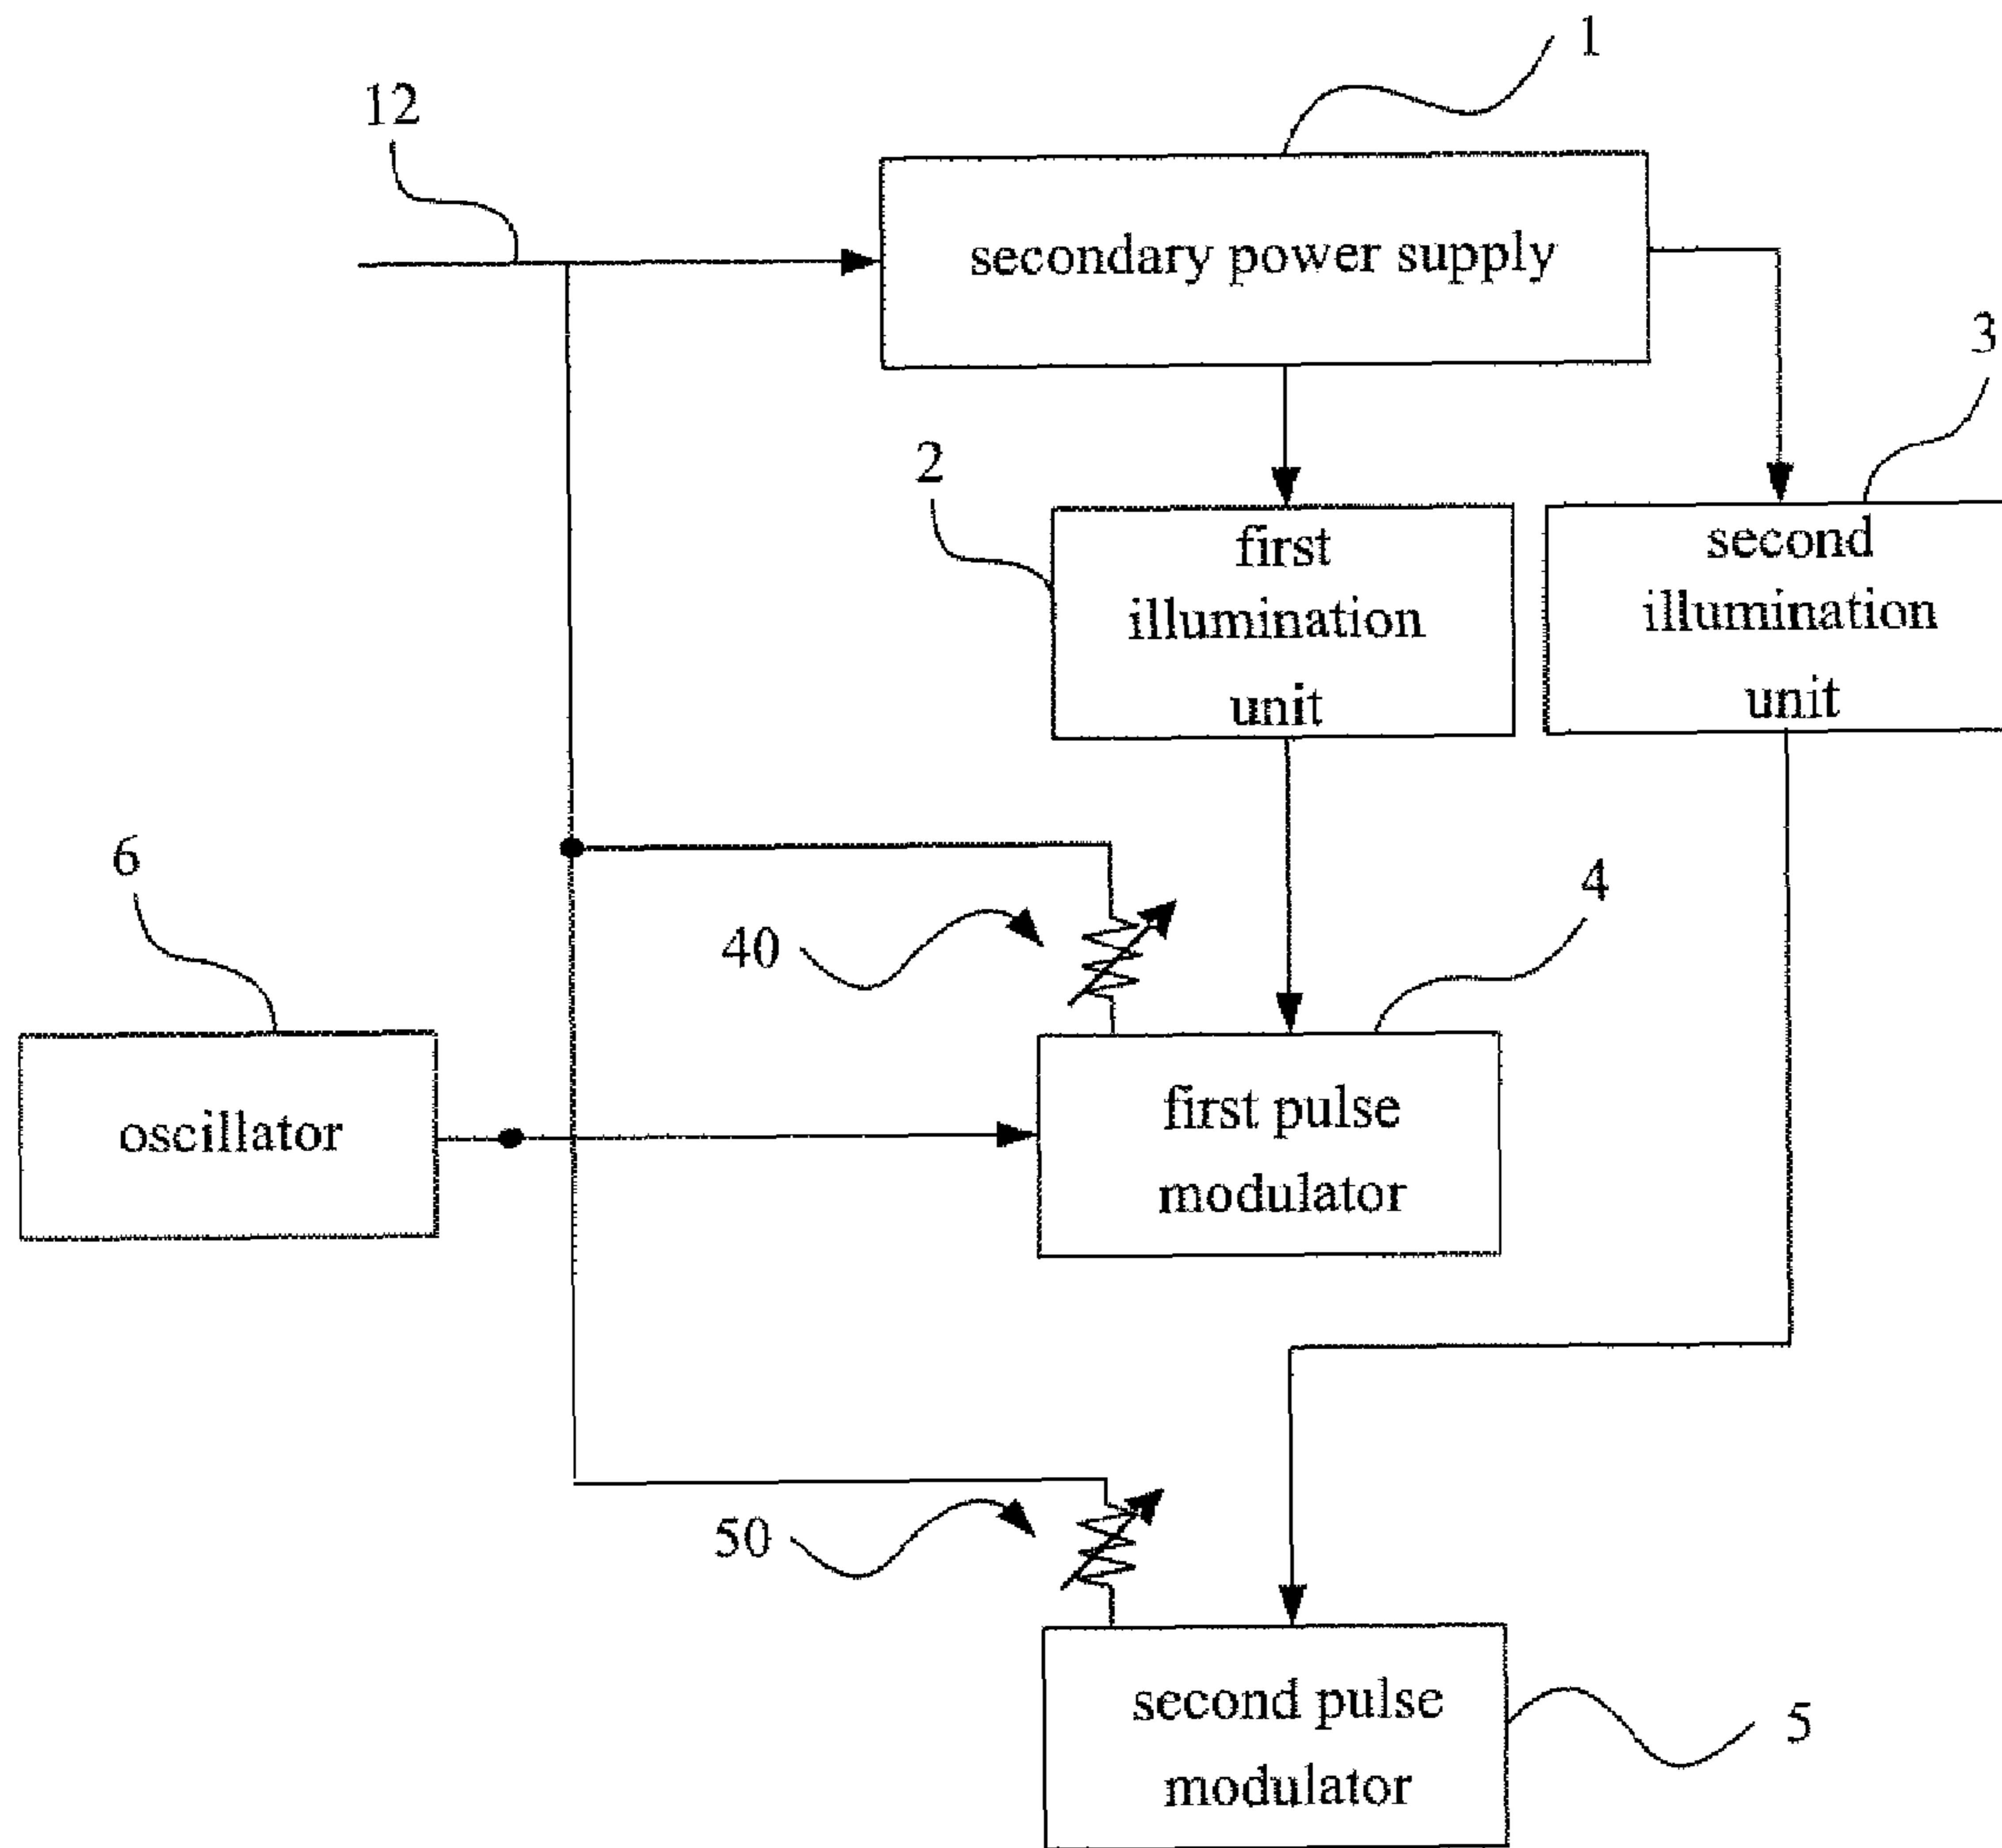 1
12
secondary power supply
3
2
first
illumination
unit
second
illumination
unit
6
40
4
oscillator
first pulse
modulator
50
second pulse
modulator
5